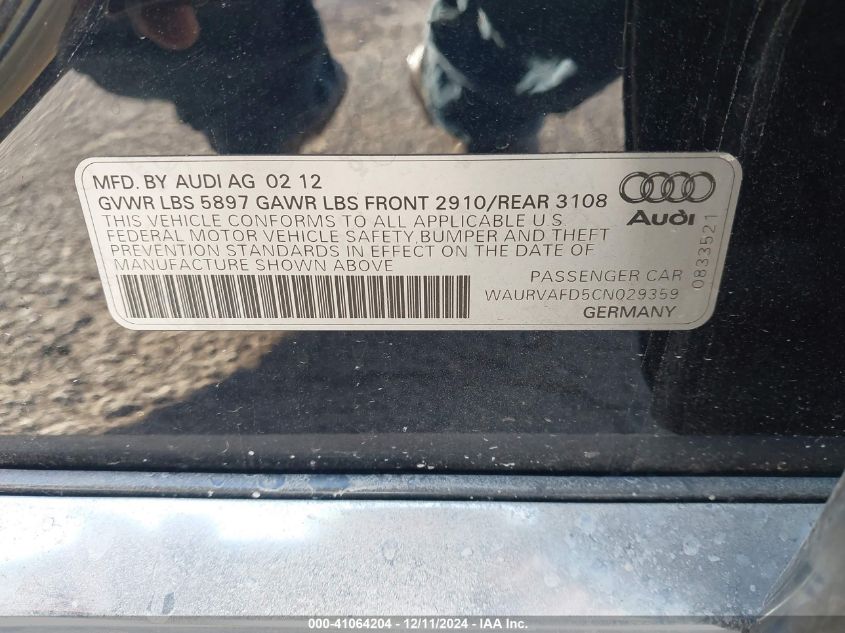 MFD. BY AUDI AG 02 12
GVWR LBS 5897 GAWR LBS FRONT 2910/REAR 3108
THIS VEHICLE CONFORMS TO ALL APPLICABLE U.S.
FEDERAL MOTOR VEHICLE SAFETY, BUMPER AND THEFT
PREVENTION STANDARDS IN EFFECT ON THE DATE OF
MANUFACTURE SHOWN ABOVE
PASSENGER CAR
WAURVAFD5CN029359
GERMANY
Audi
0833521
000-41064204 - 12/11/2024 - IAA Inc.